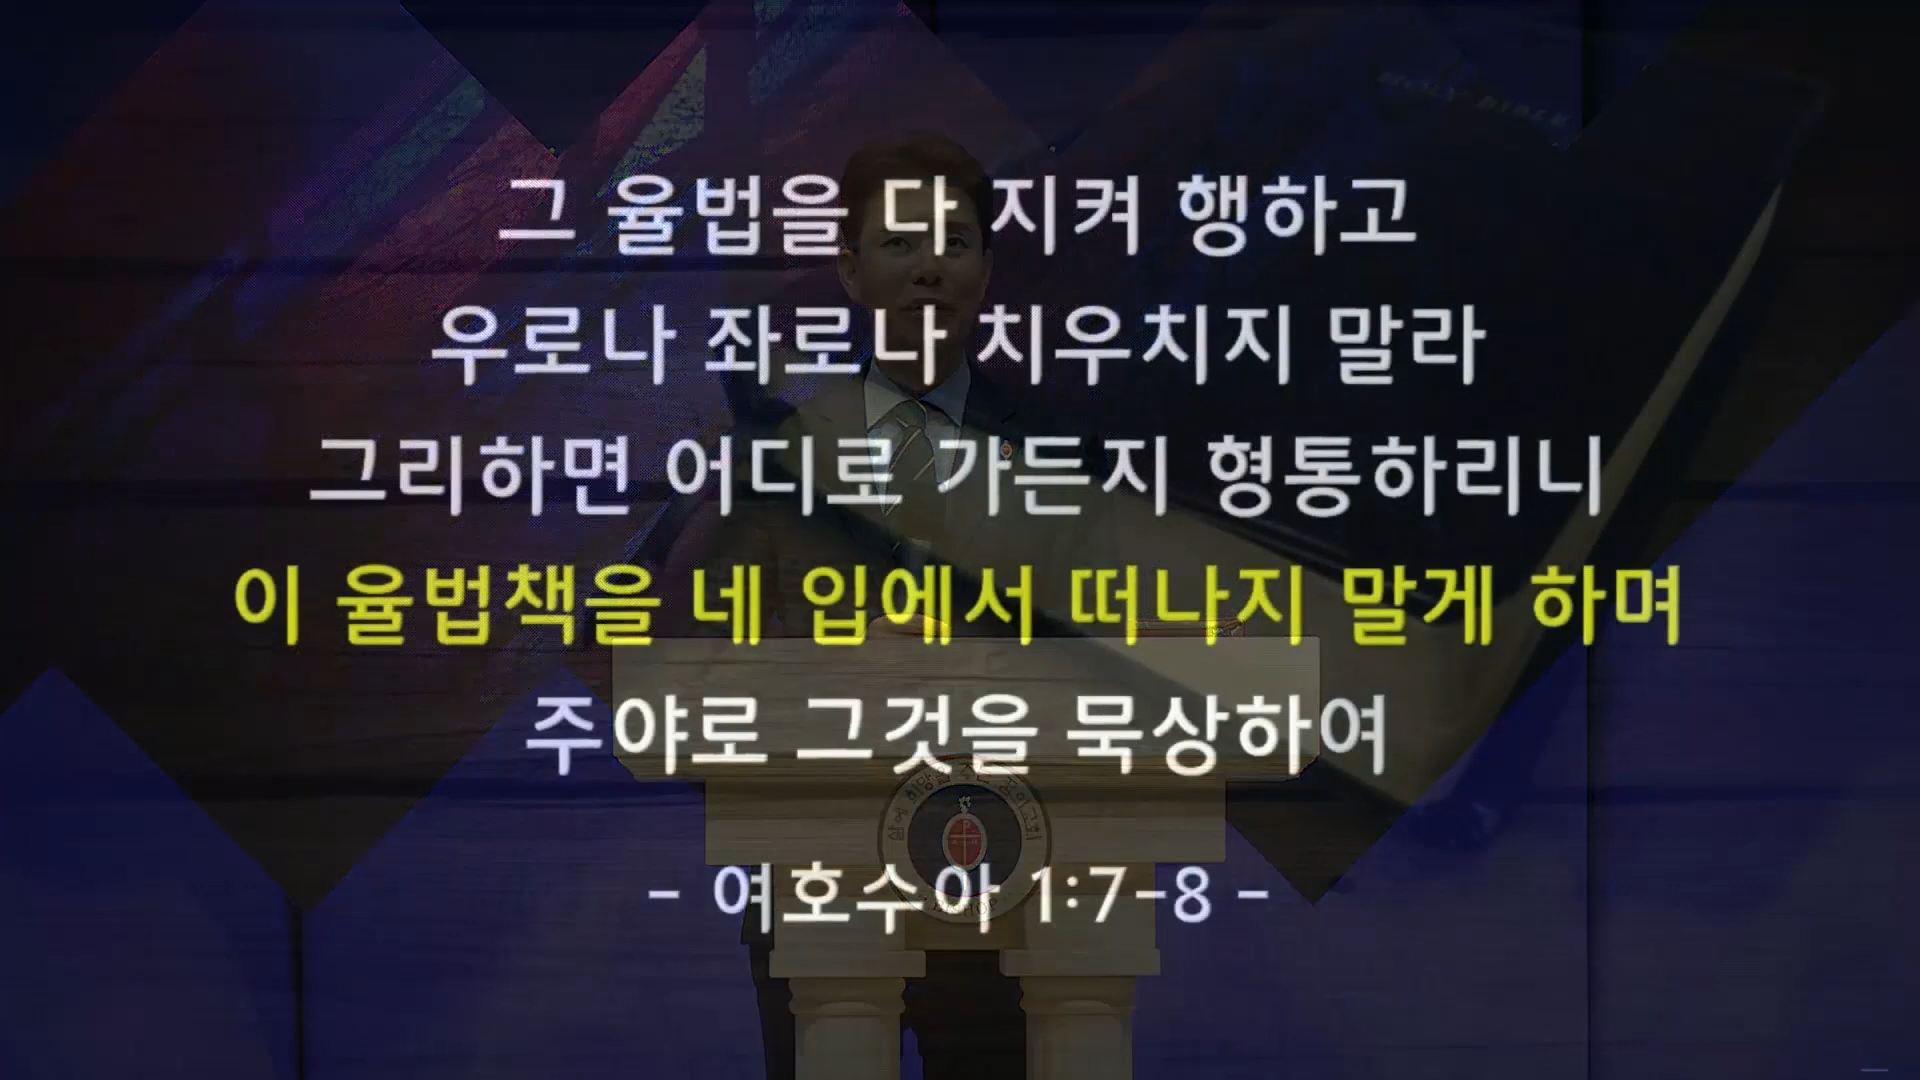 그 율법을 다 지켜 행하고
우로나 좌로나 치우치지 말라
그리하면 어디로 가든지 형통하리니
이 율법책을 네 입에서 떠나지 말게 하며
주야로 그것을 묵상하여
- 여호수아 1:7-8 -